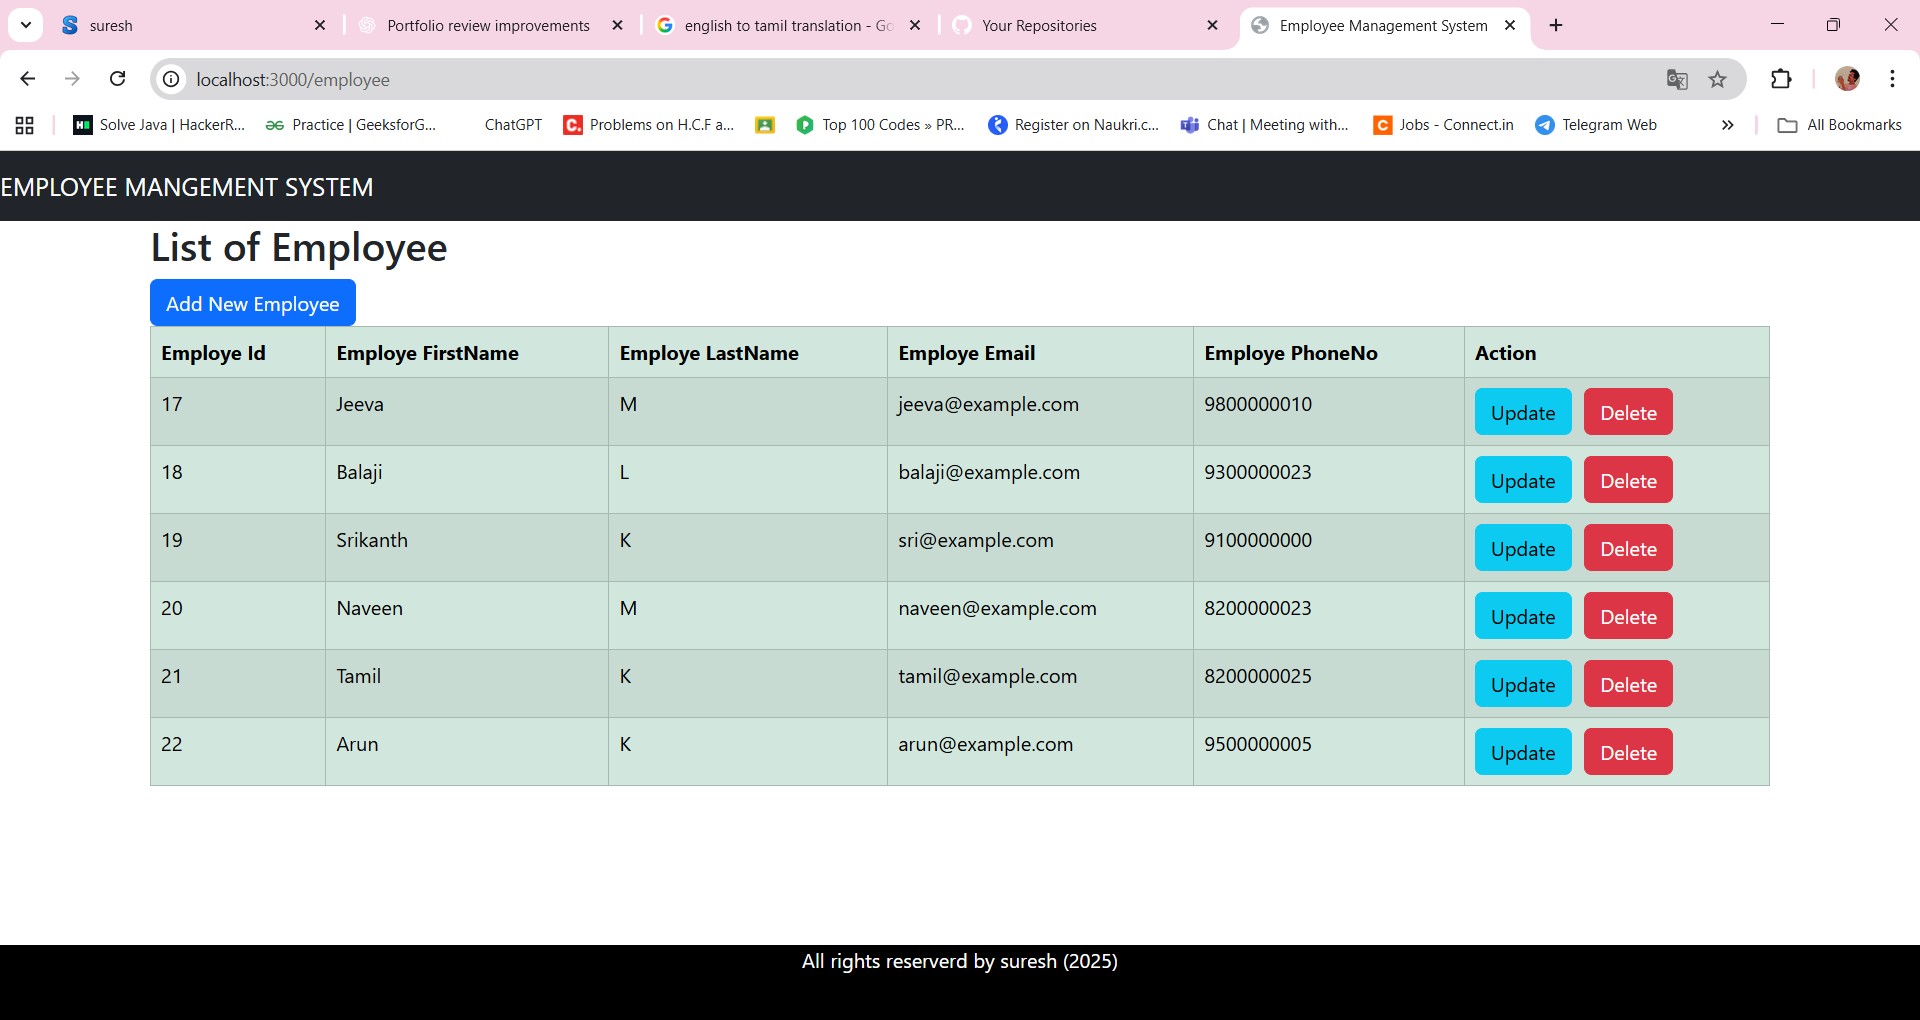 suresh
Portfolio review improvements
english to tamil translation - Go
Your Repositories
Employee Management System
localhost:3000/employee
Solve Java | HackerR...
Practice | GeeksforG...
ChatGPT
Problems on H.C.F a...
Top 100 Codes » PR...
Register on Naukri.c...
Chat | Meeting with...
Jobs - Connect.in
Telegram Web
All Bookmarks
EMPLOYEE MANGEMENT SYSTEM
List of Employee
Add New Employee
Employe Id Employe FirstName Employe LastName Employe Email Employe PhoneNo Action
17 Jeeva M jeeva@example.com 9800000010 Update Delete
18 Balaji L balaji@example.com 9300000023 Update Delete
19 Srikanth K sri@example.com 9100000000 Update Delete
20 Naveen M naveen@example.com 8200000023 Update Delete
21 Tamil K tamil@example.com 8200000025 Update Delete
22 Arun K arun@example.com 9500000005 Update Delete
All rights reserverd by suresh (2025)